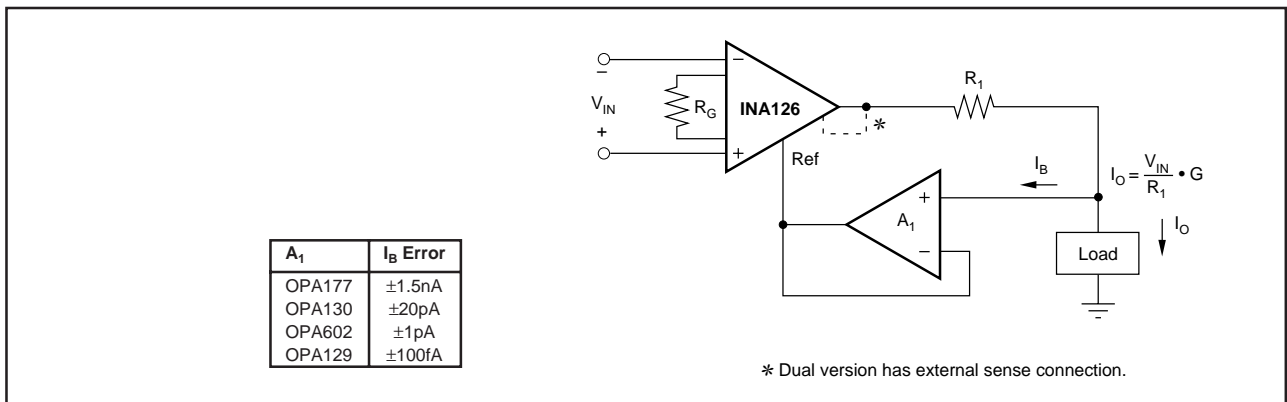 −
V_IN
+
R_G
−
INA126
+
Ref
*
R_1
I_B
I_O = V_IN / R_1 • G
+
A_1
−
I_O
Load
A_1 I_B Error
OPA177 ±1.5nA
OPA130 ±20pA
OPA602 ±1pA
OPA129 ±100fA
* Dual version has external sense connection.